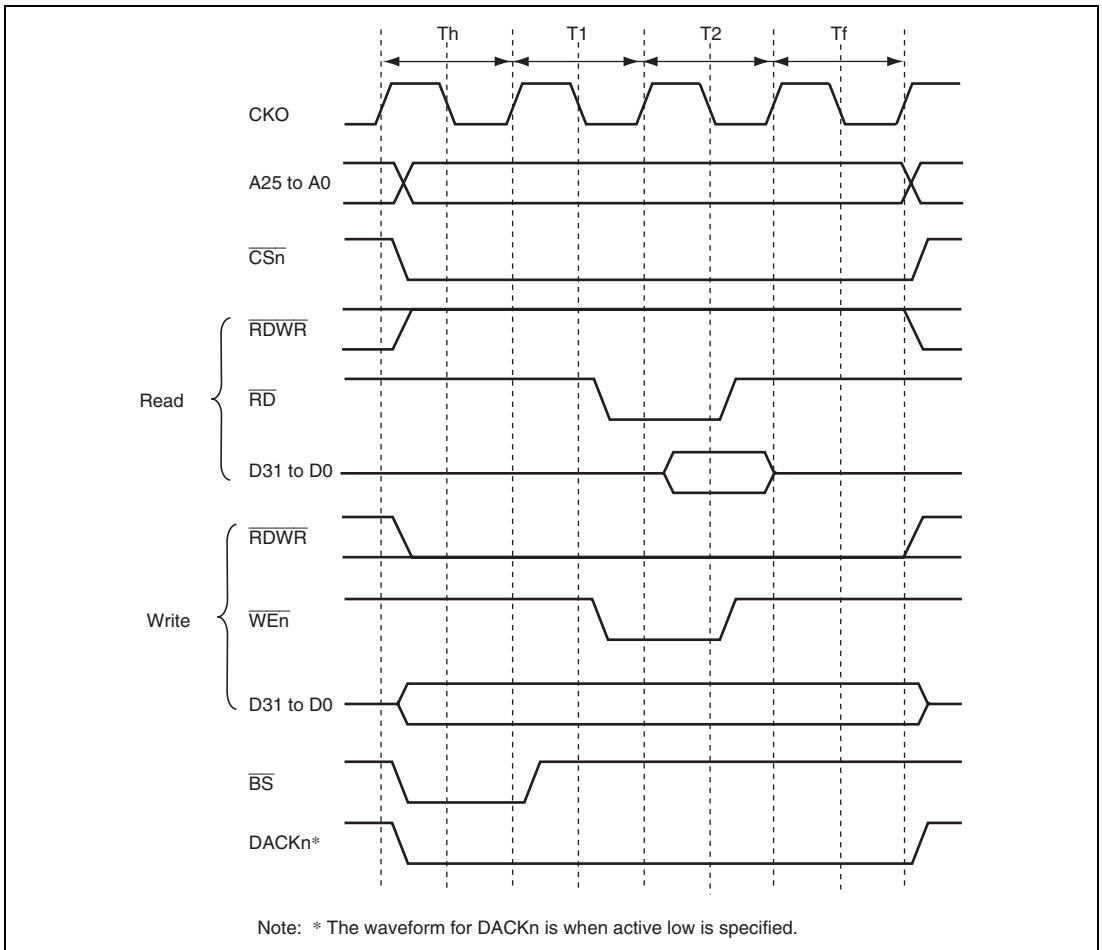 Th T1 T2 Tf
CKO
A25 to A0
CSn
RDWR
RD
Read
D31 to D0
RDWR
WEn
Write
D31 to D0
BS
DACKn*
Note: * The waveform for DACKn is when active low is specified.